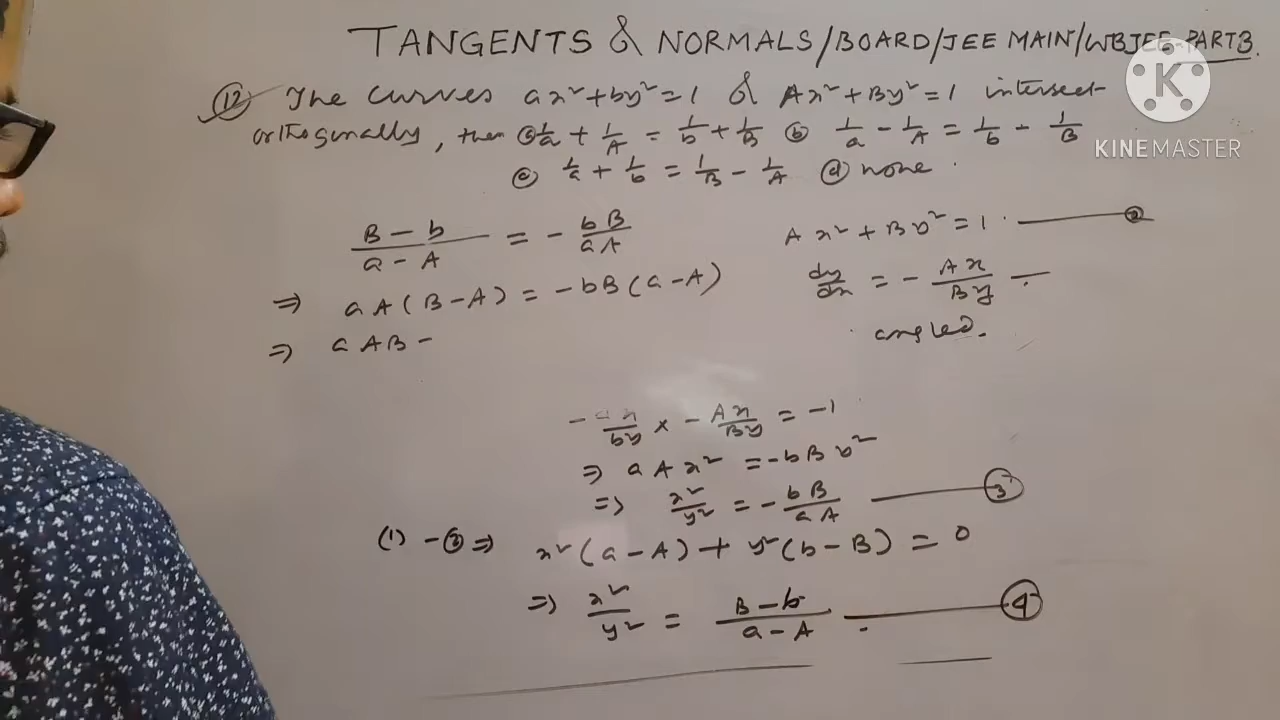 TANGENTS & NORMALS/BOARD/JEE MAIN/WBJEE-PART3.
K
KINEMASTER
(12) The curves ax²+by²=1 & Ax²+By²=1 intersect
orthogonally, then (a) 1/a + 1/A = 1/b + 1/B (b) 1/a - 1/A = 1/b - 1/B
(c) 1/a + 1/b = 1/B - 1/A (d) none.
(B - b)/(a - A) = - bB/aA
⇒ aA(B-A) = -bB(a-A)
⇒ aAB -
Ax² + By² = 1 (2)
dy/dx = - Ax/By
angled.
- ax/by × - Ax/By = -1
⇒ aAx² = -bBy²
⇒ x²/y² = - bB/aA (3)
(1) - (2) ⇒ x²(a-A) + y²(b-B) = 0
⇒ x²/y² = (B-b)/(a-A) (4)